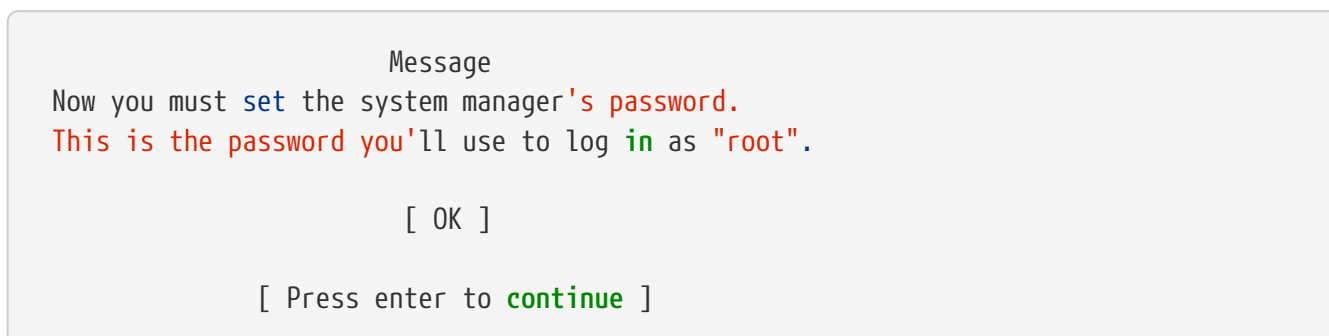 Message
Now you must set the system manager's password.
This is the password you'll use to log in as "root".
[ OK ]
[ Press enter to continue ]